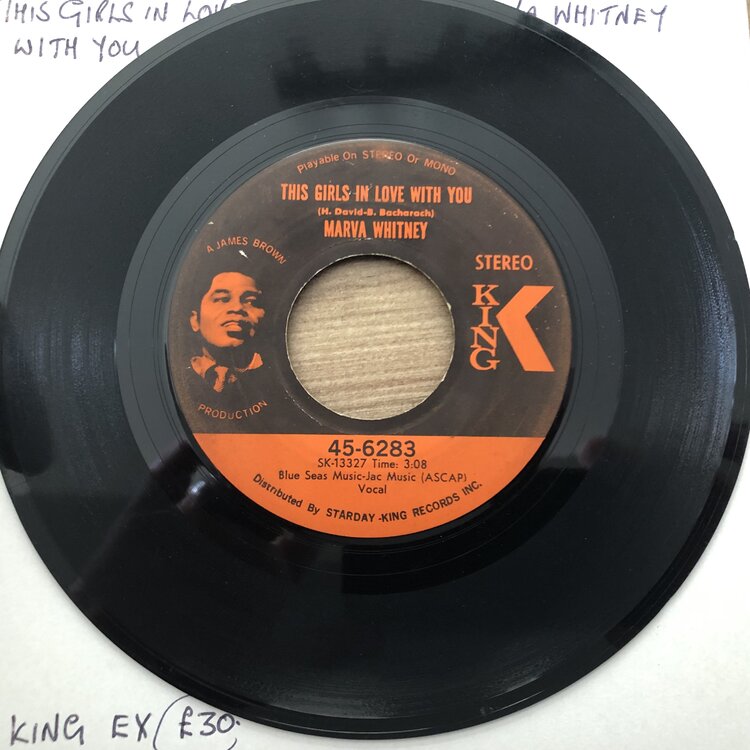 THIS GIRLS IN LOVE WHITNEY
WITH YOU
Playable On STEREO Or MONO
THIS GIRLS IN LOVE WITH YOU
(H. David-B. Bacharach)
MARVA WHITNEY
A JAMES BROWN
PRODUCTION
STEREO
KING
45-6283
SK-13327 Time: 3:08
Blue Seas Music-Jac Music (ASCAP)
Vocal
Distributed By STARDAY-KING RECORDS INC.
KING EX (£30)